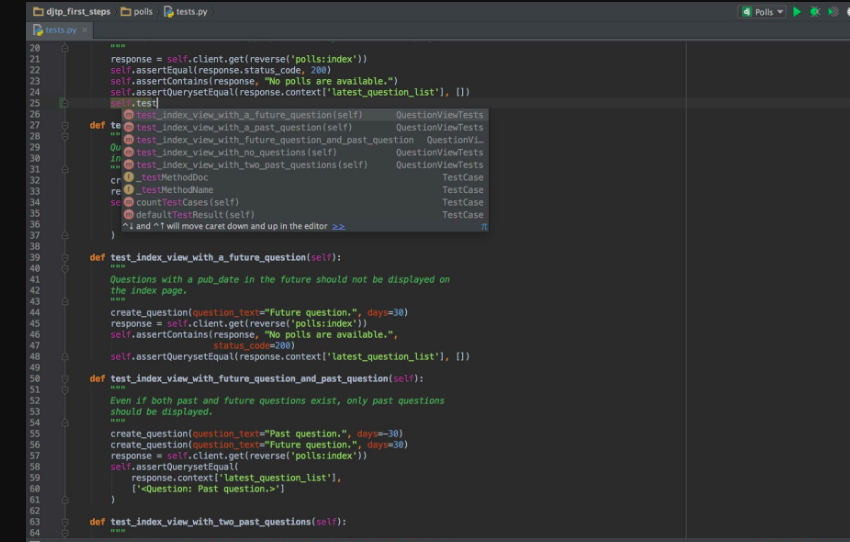 djtp_first_steps polls tests.py Polls
tests.py
20 """
21 response = self.client.get(reverse('polls:index'))
22 self.assertEqual(response.status_code, 200)
23 self.assertContains(response, "No polls are available.")
24 self.assertQuerysetEqual(response.context['latest_question_list'], [])
25 self.test
26 test_index_view_with_a_future_question(self) QuestionViewTests
27 def te test_index_view_with_a_past_question(self) QuestionViewTests
28 """ test_index_view_with_future_question_and_past_question QuestionVi…
29 Qu test_index_view_with_no_questions(self) QuestionViewTests
30 in test_index_view_with_two_past_questions(self) QuestionViewTests
31 """ _testMethodDoc TestCase
32 cr _testMethodName TestCase
33 re countTestCases(self) TestCase
34 se defaultTestResult(self) TestCase
35 ^↓ and ^↑ will move caret down and up in the editor >> π
36
37 )
38
39 def test_index_view_with_a_future_question(self):
40 """
41 Questions with a pub_date in the future should not be displayed on
42 the index page.
43 """
44 create_question(question_text="Future question.", days=30)
45 response = self.client.get(reverse('polls:index'))
46 self.assertContains(response, "No polls are available.",
47 status_code=200)
48 self.assertQuerysetEqual(response.context['latest_question_list'], [])
49
50 def test_index_view_with_future_question_and_past_question(self):
51 """
52 Even if both past and future questions exist, only past questions
53 should be displayed.
54 """
55 create_question(question_text="Past question.", days=-30)
56 create_question(question_text="Future question.", days=30)
57 response = self.client.get(reverse('polls:index'))
58 self.assertQuerysetEqual(
59 response.context['latest_question_list'],
60 ['<Question: Past question.>']
61 )
62
63 def test_index_view_with_two_past_questions(self):
64 """